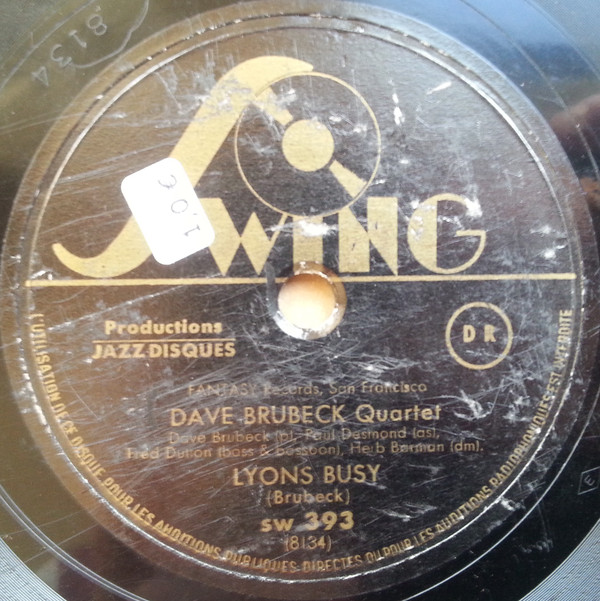 8134
SWING
1.0 €
Productions
JAZZ DISQUES
DR
FANTASY Records, San Francisco
DAVE BRUBECK Quartet
Dave Brubeck (p), Paul Desmond (as),
Fred Dutton (bass & bassoon), Herb Barman (dm).
LYONS BUSY
(Brubeck)
SW 393
(8134)
L'UTILISATION DE CE DISQUE POUR LES AUDITIONS PUBLIQUES DIRECTES OU POUR LES AUDITIONS RADIOPHONIQUES EST INTERDITE